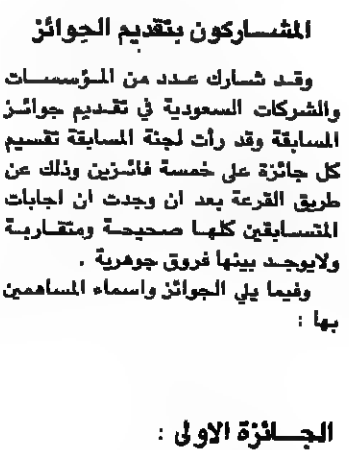 المشاركون بتقديم الجوائز
وقد شارك عدد من المؤسسات
والشركات السعودية في تقديم جوائز
المسابقة وقد رأت لجنة المسابقة تقسيم
كل جائزة على خمسة فائزين وذلك عن
طريق القرعة بعد ان وجدت ان اجابات
المتسابقين كلها صحيحة ومتقاربة
ولايوجد بينها فروق جوهرية .
وفيما يلي الجوائز واسماء المساهمين
بها :
الجائزة الاولى :